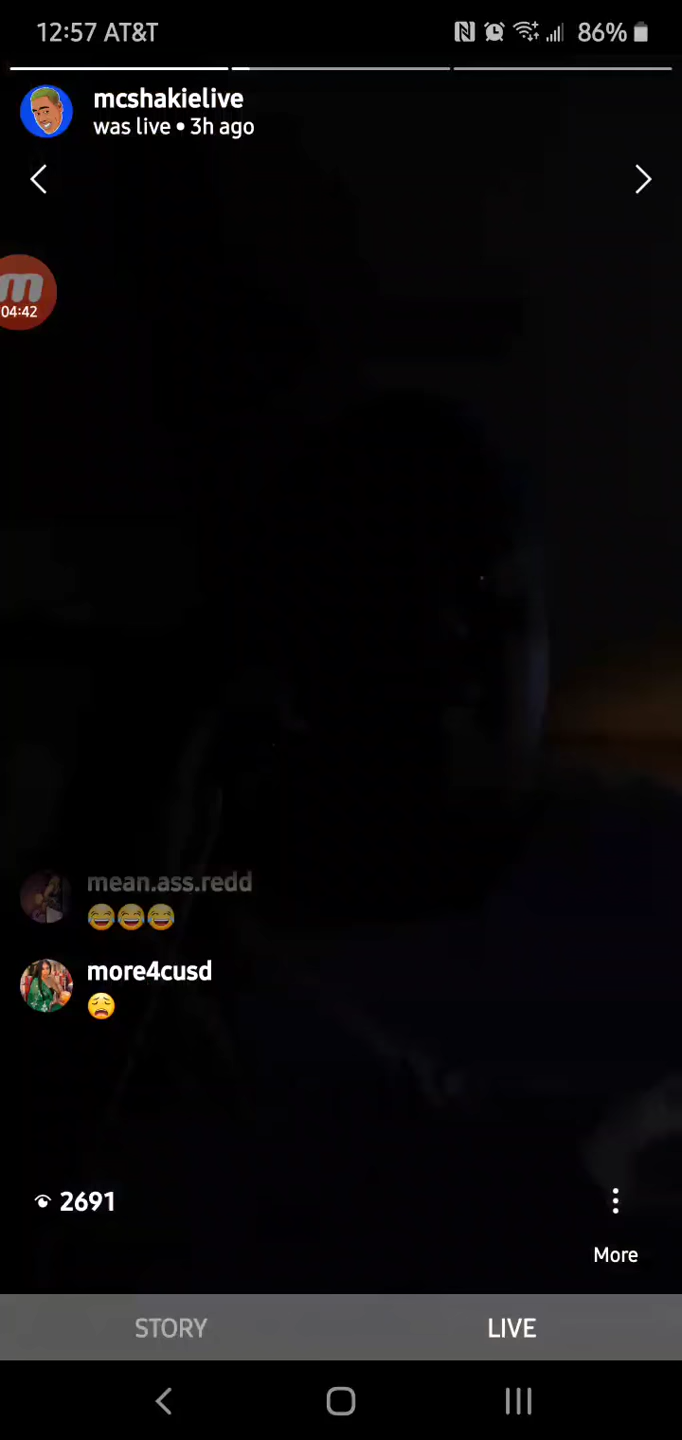 12:57 AT&T 86%
mcshakielive
was live • 3h ago
m
04:42
mean.ass.redd
😂😂😂
more4cusd
😩
2691
More
STORY LIVE